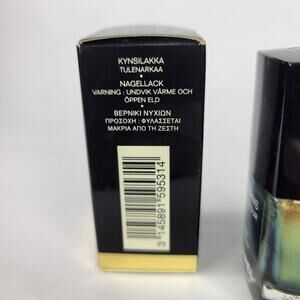 KYNSILAKKA
TULENARKAA
•
NAGELLACK
VARNING : UNDVIK VÄRME OCH
ÖPPEN ELD
•
ΒΕΡΝΙΚΙ ΝΥΧΙΩΝ
ΠΡΟΣΟΧΗ : ΦΥΛΑΣΣΕΤΑΙ
ΜΑΚΡΙΑ ΑΠΟ ΤΗ ΖΕΣΤΗ
3 145891 595314